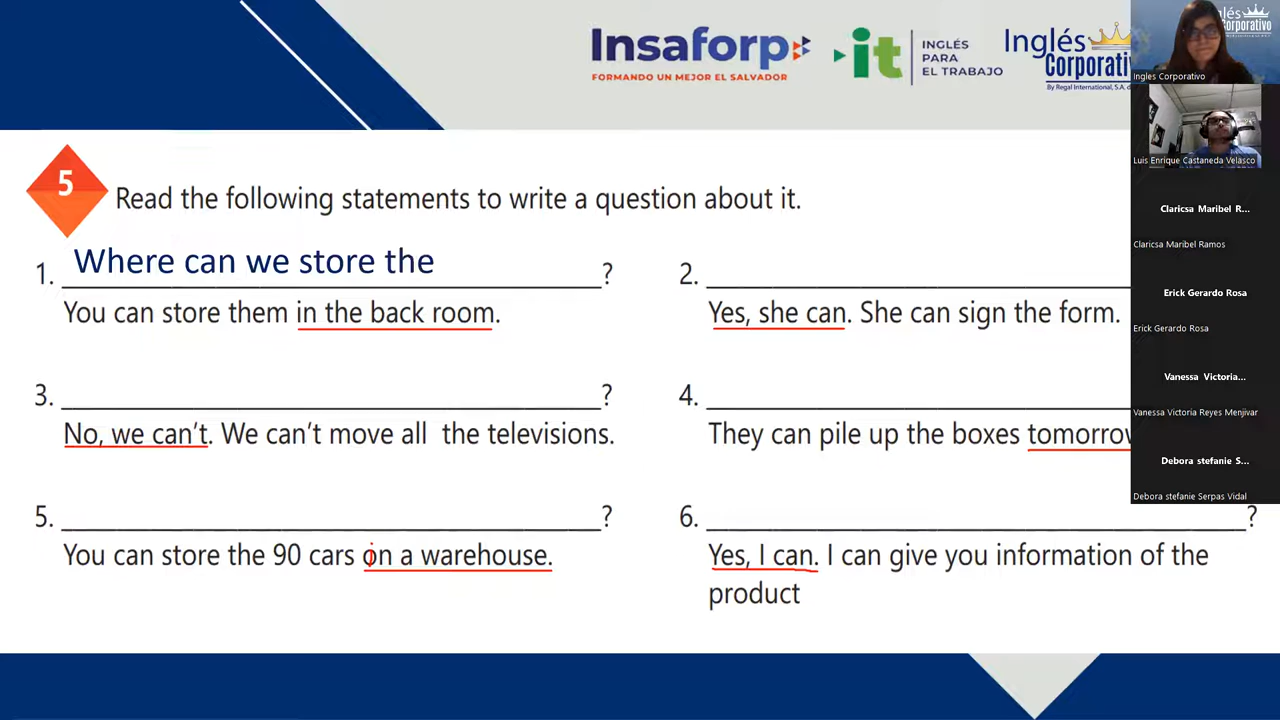 Insaforp
FORMANDO UN MEJOR EL SALVADOR
it
INGLÉS
PARA
EL TRABAJO
Inglés
Corporativ
By Regal International, S.A. d
glés
Corporativo
Ingles Corporativo
Luis Enrique Castaneda Velasco
Claricsa Maribel R...
Claricsa Maribel Ramos
Erick Gerardo Rosa
Erick Gerardo Rosa
Vanessa Victoria...
Vanessa Victoria Reyes Menjivar
Debora stefanie S...
Debora stefanie Serpas Vidal
5
Read the following statements to write a question about it.
1. Where can we store the ?
You can store them in the back room.
2.
Yes, she can. She can sign the form.
3. ?
No, we can't. We can't move all the televisions.
4.
They can pile up the boxes tomorrow
5. ?
You can store the 90 cars on a warehouse.
6. ?
Yes, I can. I can give you information of the
product